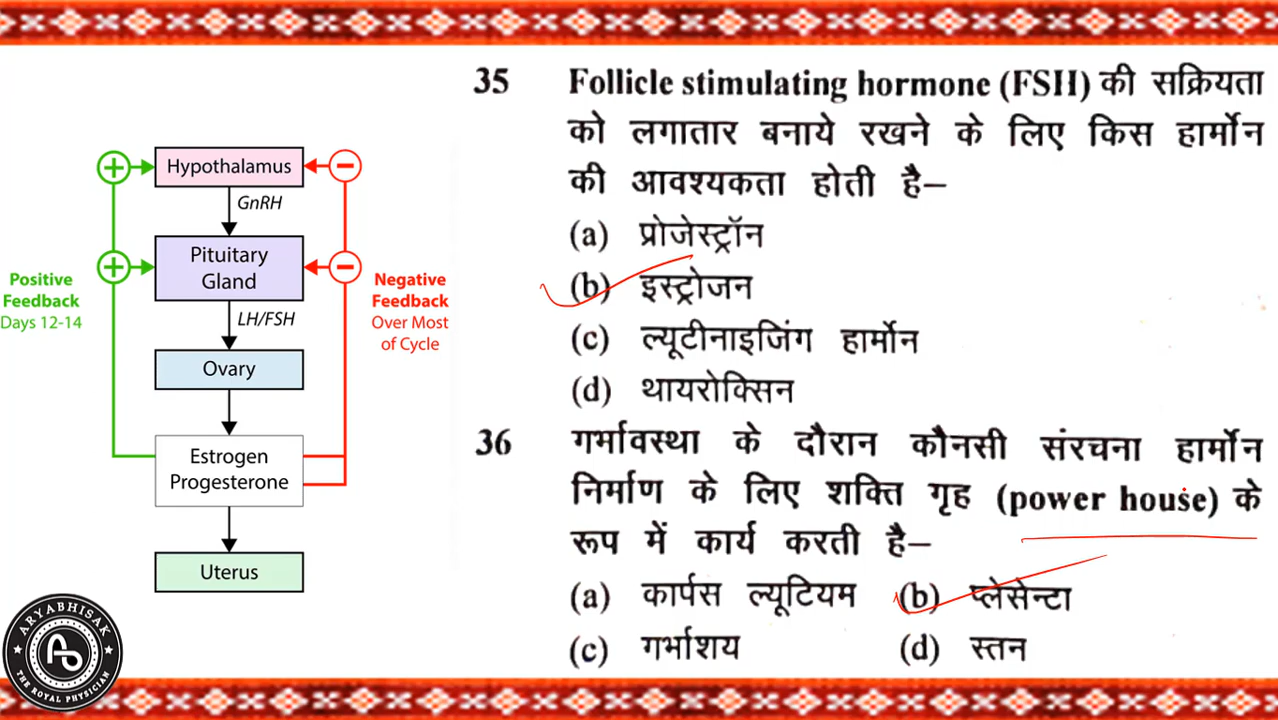 Hypothalamus
GnRH
Pituitary
Gland
Positive
Feedback
Days 12-14
Negative
Feedback
Over Most
of Cycle
LH/FSH
Ovary
Estrogen
Progesterone
Uterus
ARYABHISAK
THE ROYAL PHYSICIAN
35 Follicle stimulating hormone (FSH) की सक्रियता
को लगातार बनाये रखने के लिए किस हार्मोन
की आवश्यकता होती है–
(a) प्रोजेस्ट्रॉन
(b) इस्ट्रोजन
(c) ल्यूटीनाइजिंग हार्मोन
(d) थायरोक्सिन
36 गर्भावस्था के दौरान कौनसी संरचना हार्मोन
निर्माण के लिए शक्ति गृह (power house) के
रूप में कार्य करती है–
(a) कार्पस ल्यूटियम (b) प्लेसेन्टा
(c) गर्भाशय (d) स्तन